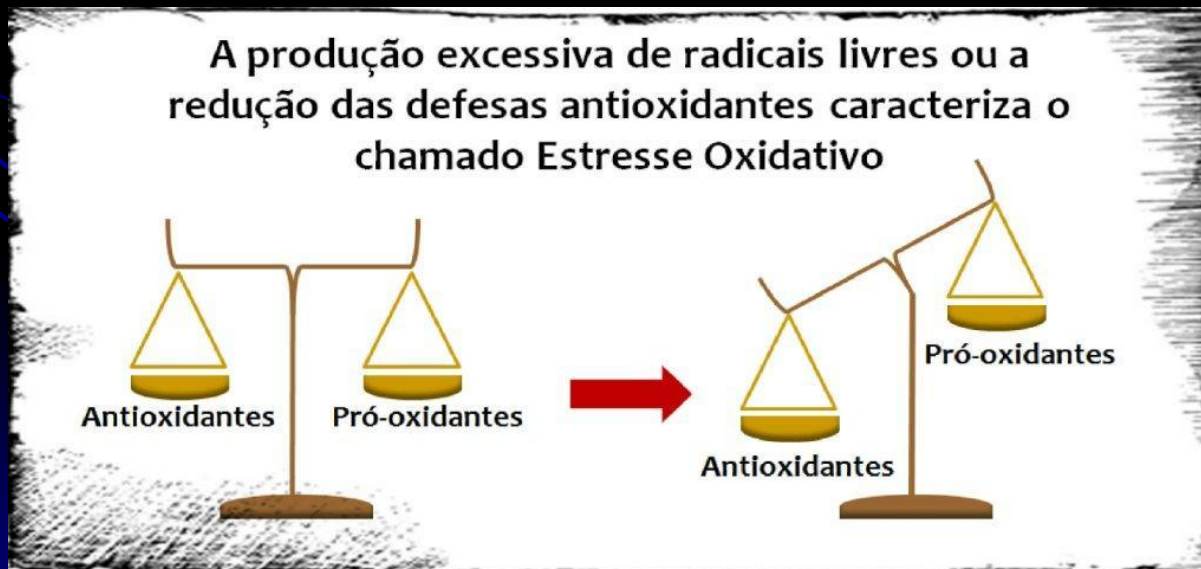 A produção excessiva de radicais livres ou a
redução das defesas antioxidantes caracteriza o
chamado Estresse Oxidativo
Antioxidantes
Pró-oxidantes
Pró-oxidantes
Antioxidantes